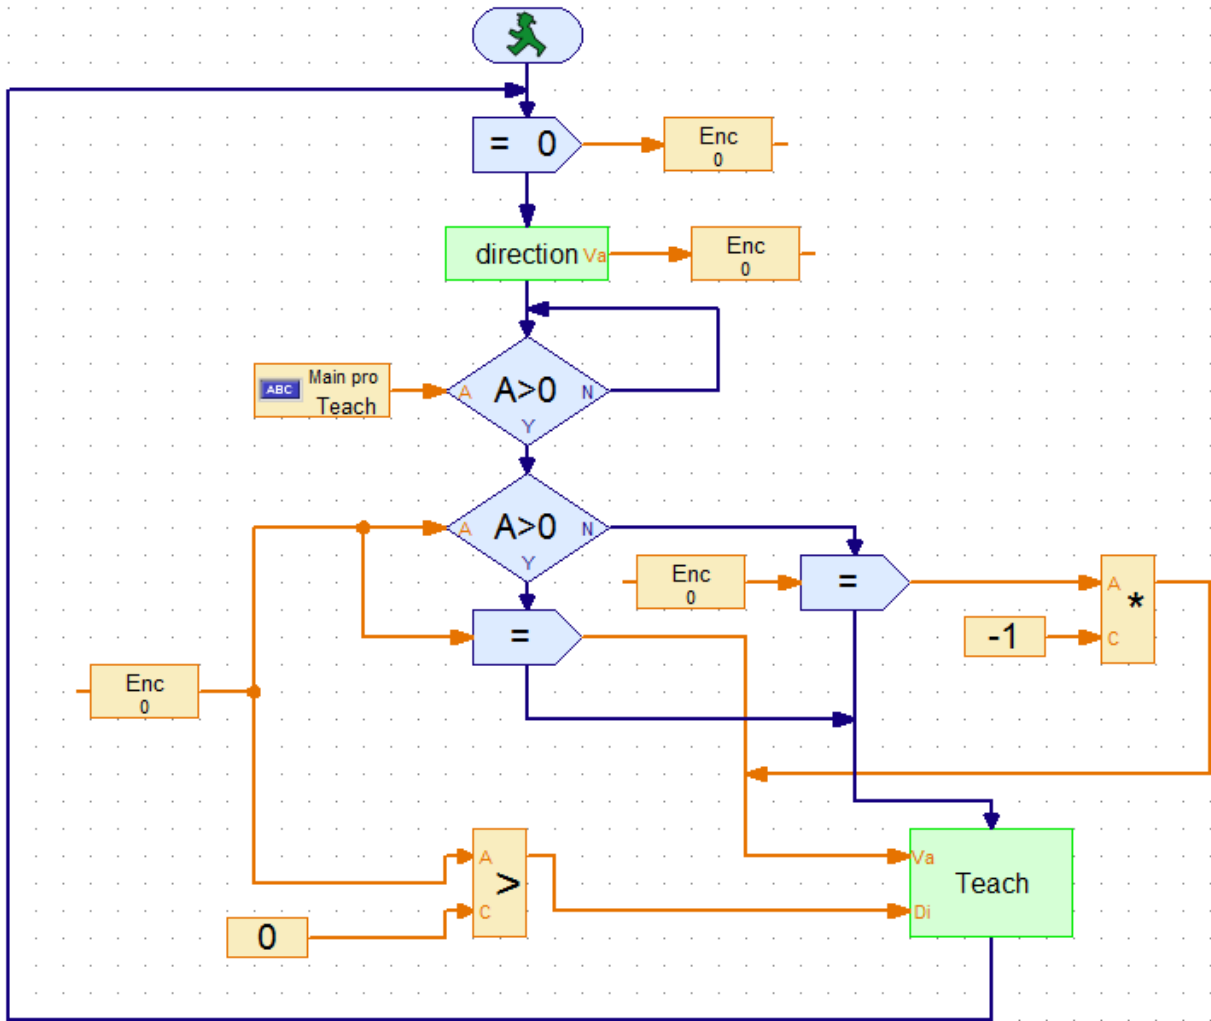 = 0
Enc
0
direction Va
Enc
0
ABC
Main pro
Teach
A
A>0
N
Y
A
A>0
N
Y
Enc
0
=
A
*
C
-1
=
Enc
0
A
>
C
0
Va
Teach
Di